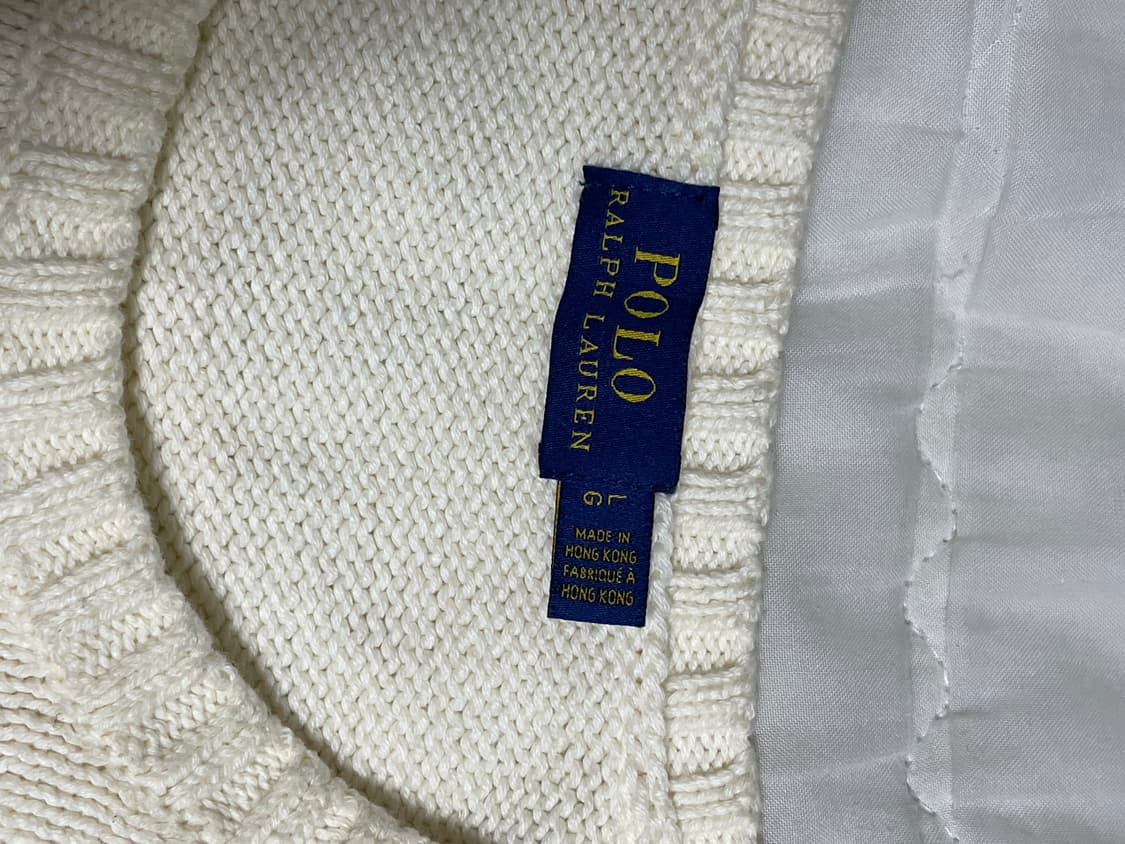 POLO
RALPH LAUREN
L
G
MADE IN
HONG KONG
FABRIQUÉ À
HONG KONG